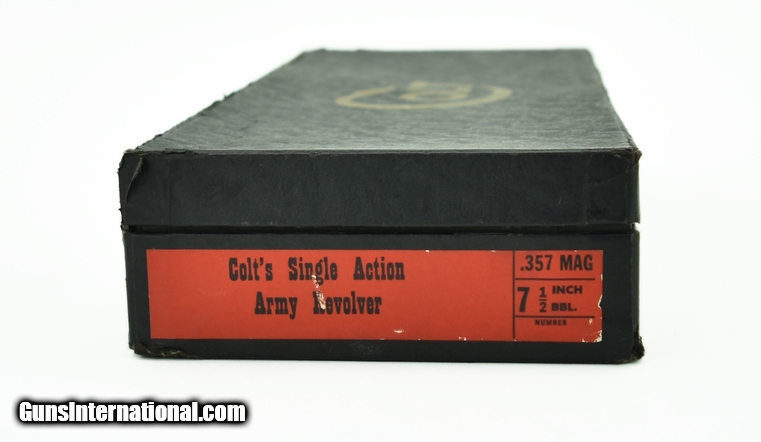 Colt's Single Action
Army Revolver
.357 MAG
7 1/2 INCH BBL.
NUMBER
GunsInternational.com